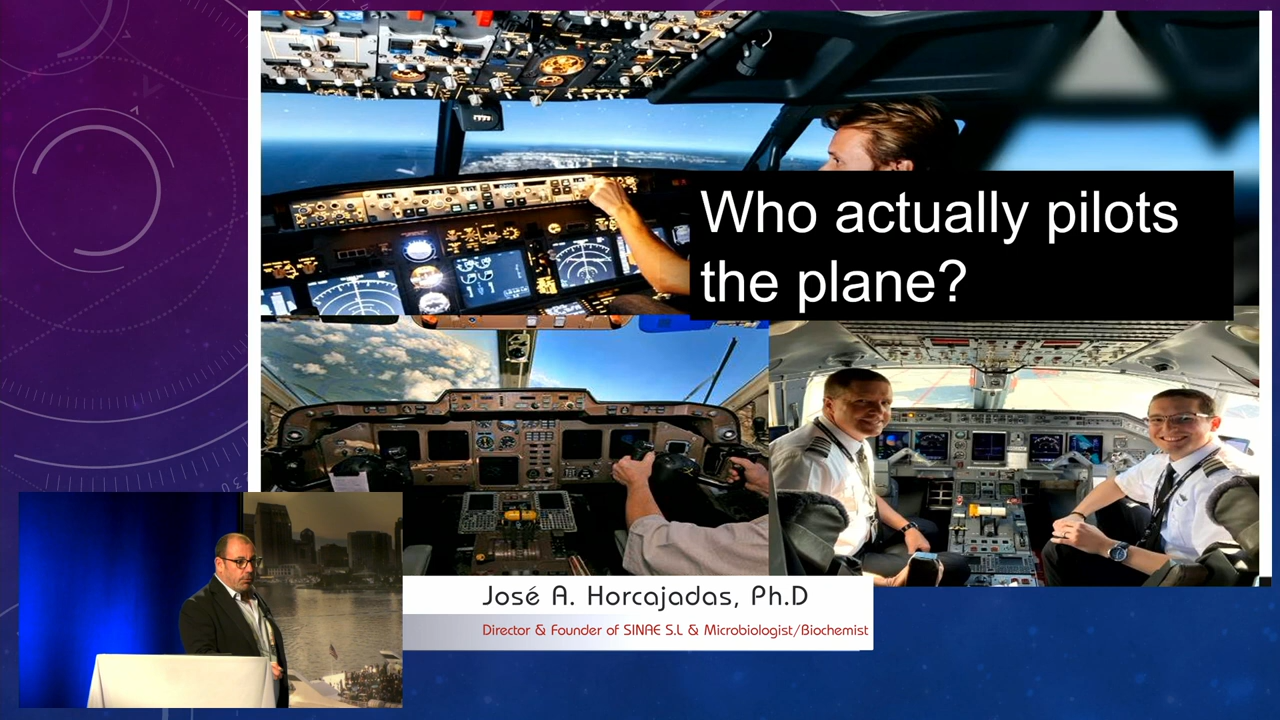 Who actually pilots
the plane?
José A. Horcajadas, Ph.D
Director & Founder of SINAE S.L & Microbiologist/Biochemist